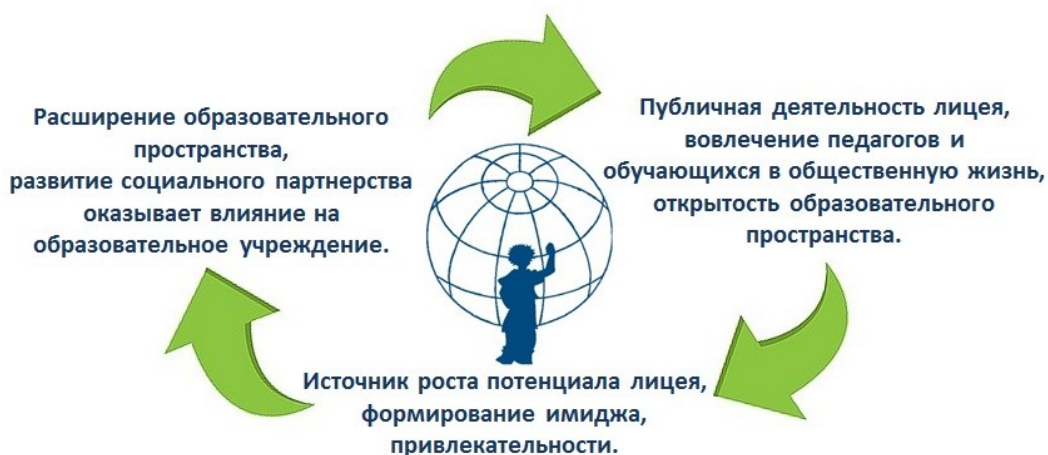 Расширение образовательного
пространства,
развитие социального партнерства
оказывает влияние на
образовательное учреждение.
Публичная деятельность лицея,
вовлечение педагогов и
обучающихся в общественную жизнь,
открытость образовательного
пространства.
Источник роста потенциала лицея,
формирование имиджа,
привлекательности.